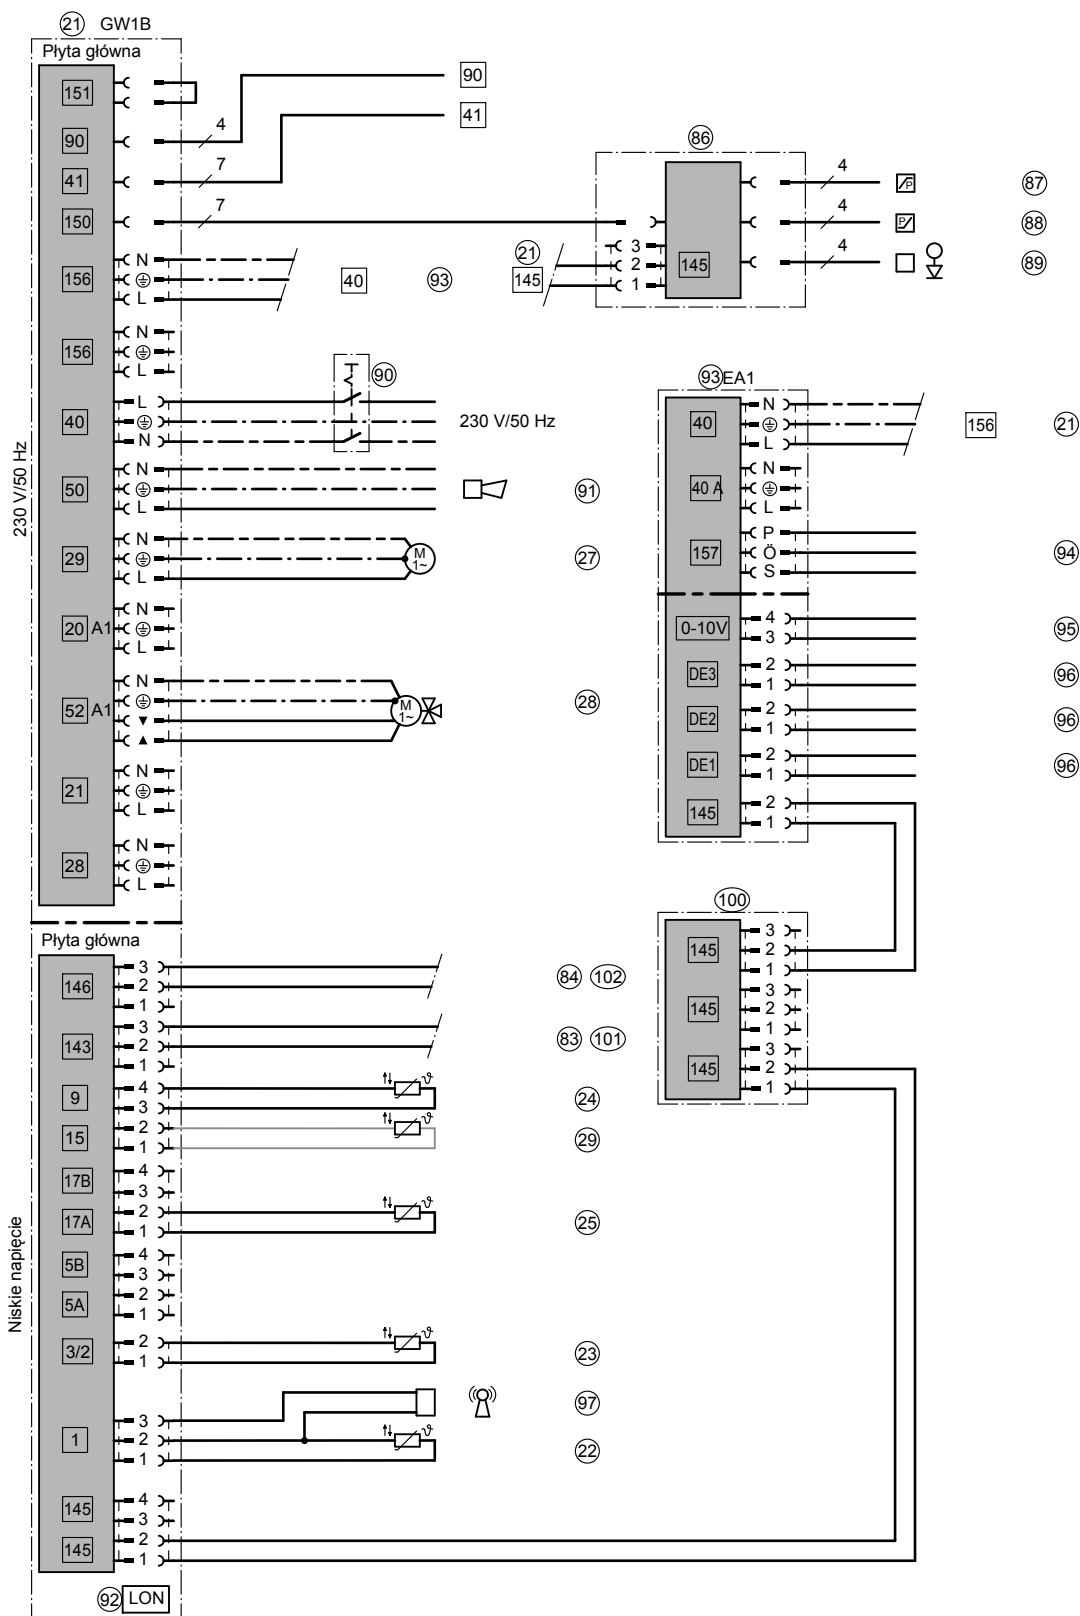 21 GW1B
Płyta główna
151
90
4
90
41
7
41
150
7
156
N
L
40
93
156
N
L
40
L
N
90
230 V/50 Hz
50
N
L
91
29
N
L
M
1~
27
20 A1
N
L
52 A1
N
▼
▲
M
1~
28
21
N
L
28
N
L
230 V/50 Hz
86
145
3
2
1
21
145
4
P
87
4
P
88
4
89
93 EA1
40
N
L
156
21
40 A
N
L
157
P
Ö
S
94
0-10V
4
3
95
DE3
2
1
96
DE2
2
1
96
DE1
2
1
96
145
2
1
100
145
3
2
1
145
3
2
1
145
3
2
1
Płyta główna
146
3
2
1
84 102
143
3
2
1
83 101
9
4
3
ϑ
24
15
2
1
ϑ
29
17B
4
3
17A
2
1
ϑ
25
5B
4
3
5A
2
1
3/2
2
1
ϑ
23
97
1
3
2
1
ϑ
22
145
4
3
145
2
1
Niskie napięcie
92 LON